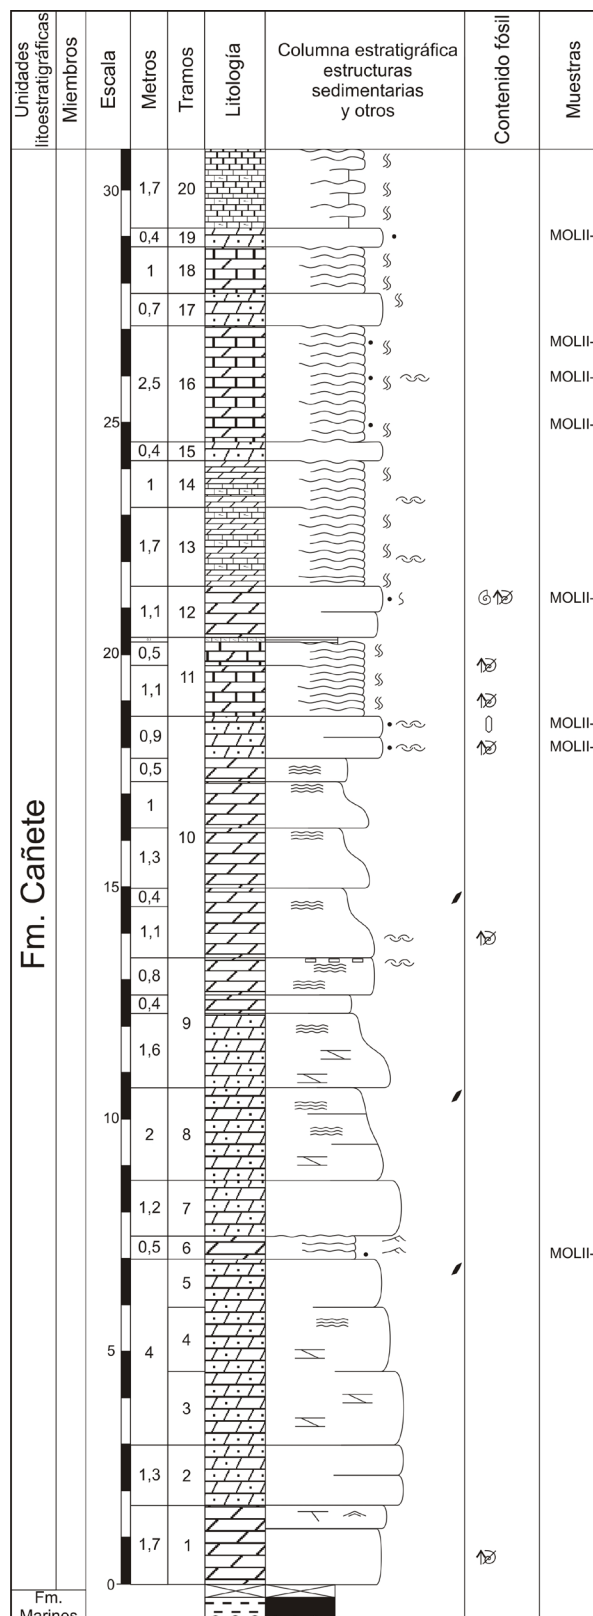 Unidades
litoestratigráficas
Miembros
Escala
Metros
Tramos
Litología
Columna estratigráfica
estructuras
sedimentarias
y otros
Contenido fósil
Muestras
30
1,7
20
0,4
19
MOLII-
1
18
0,7
17
MOLII-
2,5
16
MOLII-
25
MOLII-
0,4
15
1
14
1,7
13
1,1
12
MOLII-
20
0,5
11
1,1
0,9
MOLII-
MOLII-
0,5
1
10
1,3
15
0,4
1,1
Fm. Cañete
0,8
0,4
9
1,6
10
2
8
1,2
7
0,5
6
MOLII-
5
4
4
5
3
1,3
2
1,7
1
0
Fm.
Marines